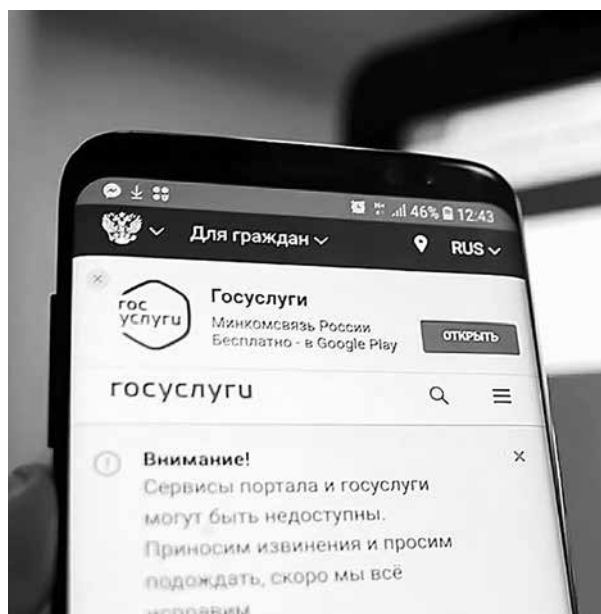 46% 12:43
Для граждан RUS
гос
услуги
Госуслуги
Минкомсвязь России
Бесплатно - в Google Play
ОТКРЫТЬ
госуслуги
Внимание!
Сервисы портала и госуслуги
могут быть недоступны.
Приносим извинения и просим
подождать, скоро мы всё
исправим